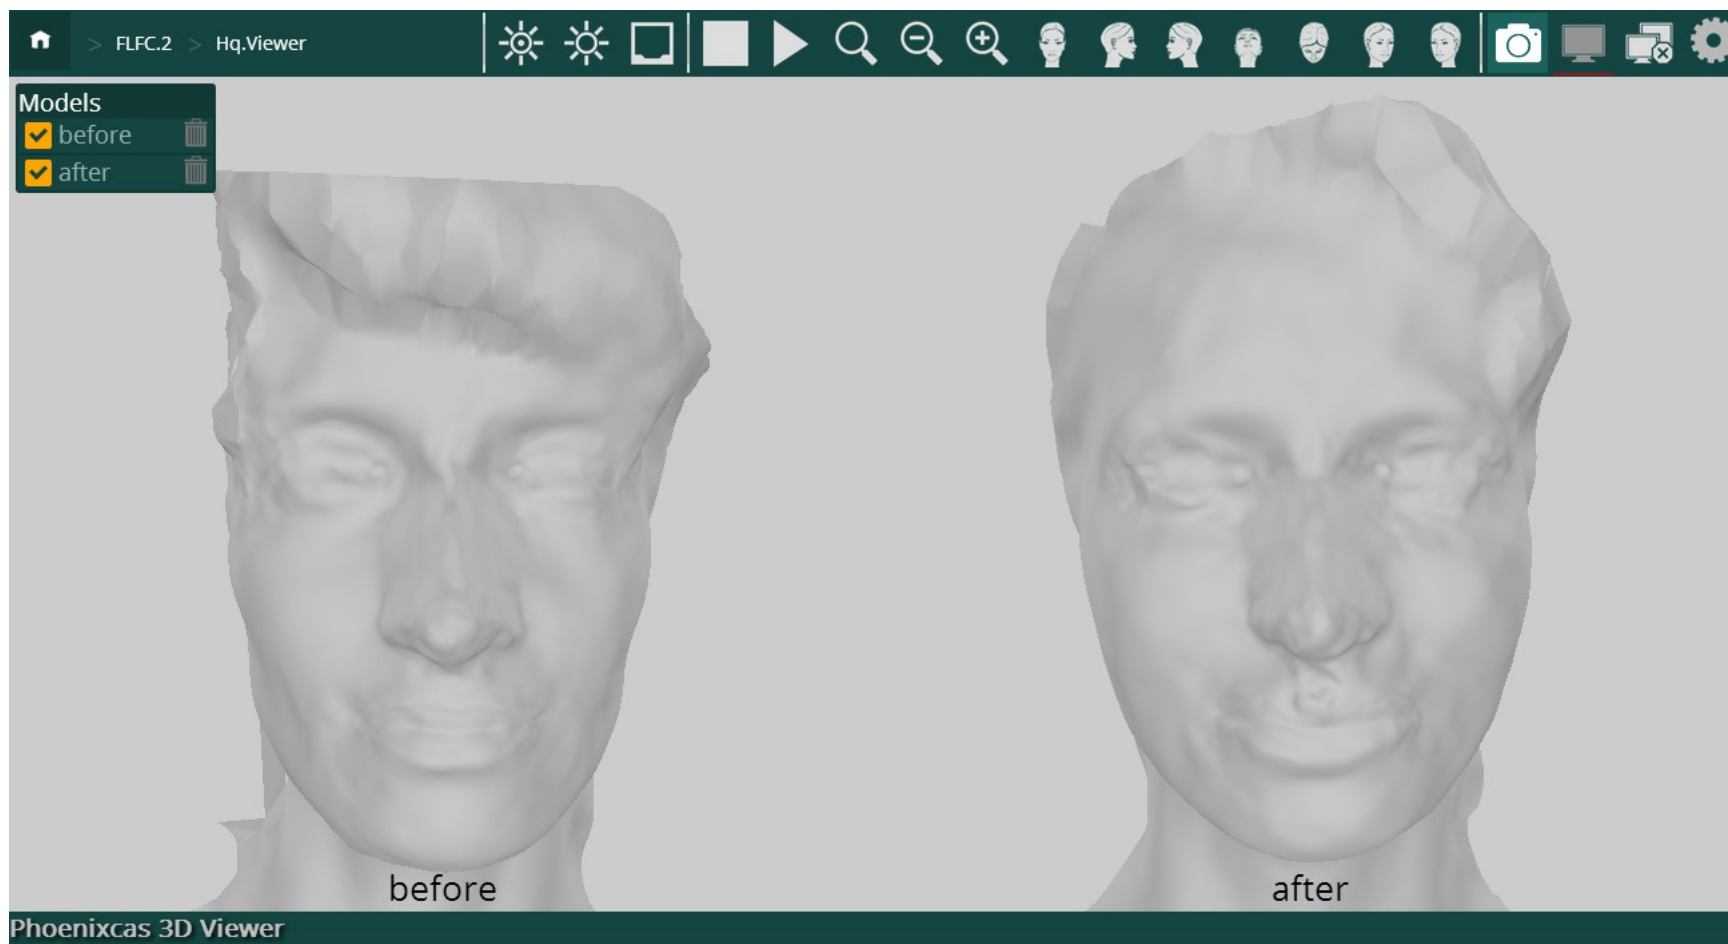 > FLFC.2 > Hq.Viewer
Models
before
after
before
after
Phoenixcas 3D Viewer